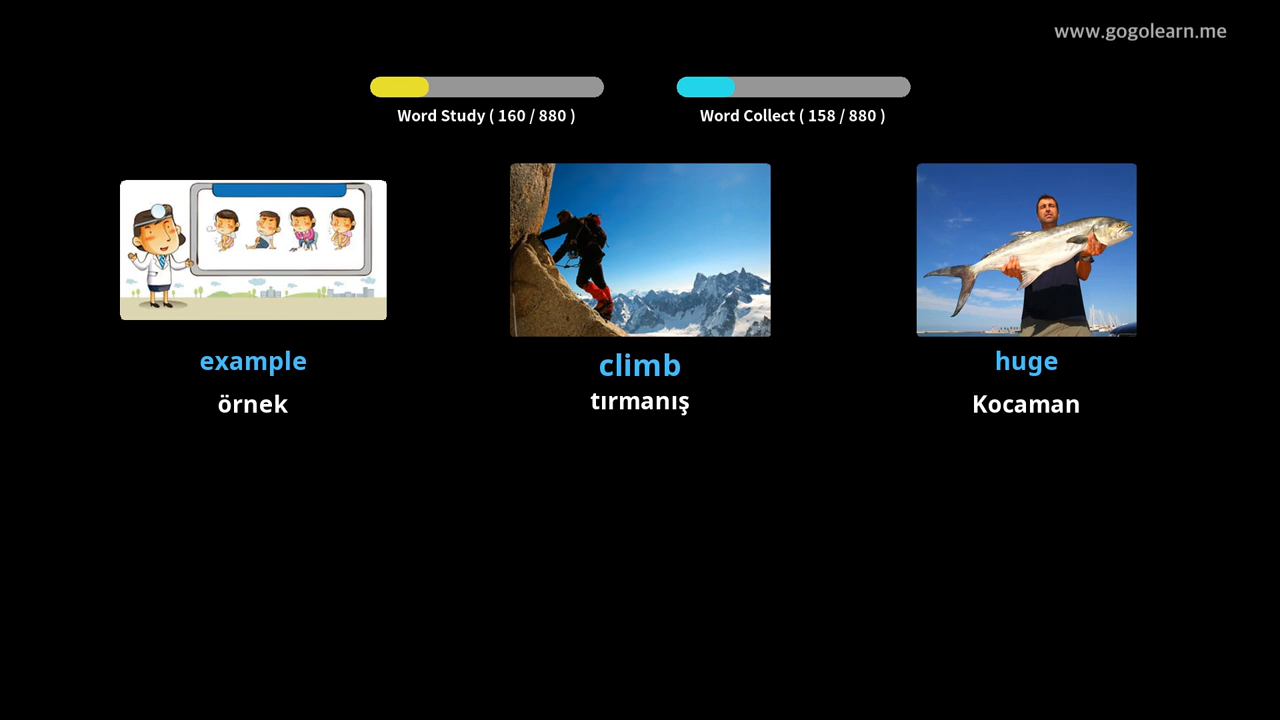 www.gogolearn.me
Word Study ( 160 / 880 )
Word Collect ( 158 / 880 )
example
climb
huge
örnek
tırmanış
Kocaman